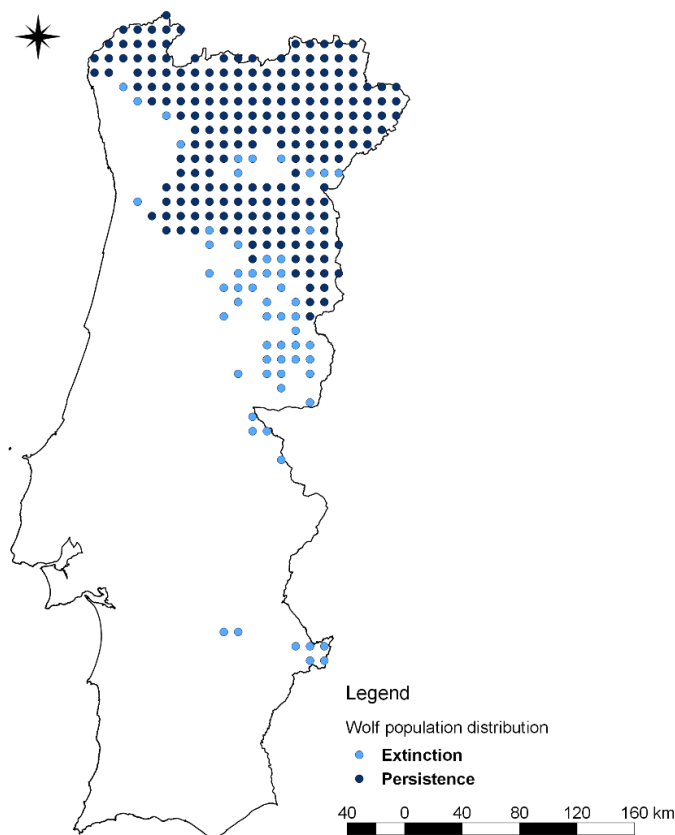 Legend
Wolf population distribution
Extinction
Persistence
40 0 40 80 120 160 km